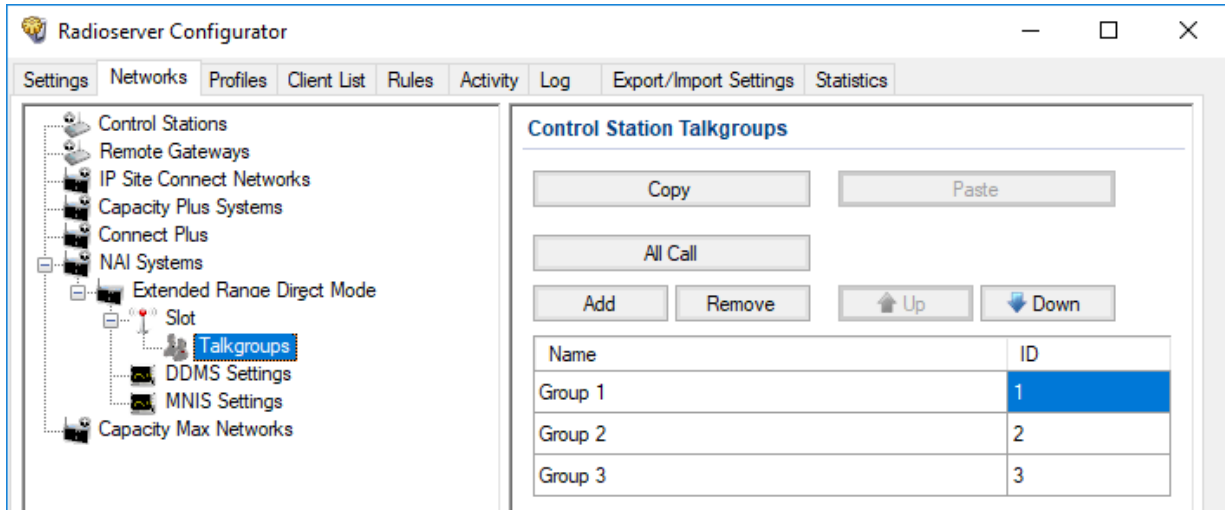 Radioserver Configurator
Settings Networks Profiles Client List Rules Activity Log Export/Import Settings Statistics
Control Stations
Remote Gateways
IP Site Connect Networks
Capacity Plus Systems
Connect Plus
NAI Systems
Extended Range Direct Mode
Slot
Talkgroups
DDMS Settings
MNIS Settings
Capacity Max Networks
Control Station Talkgroups
Copy Paste
All Call
Add Remove Up Down
Name ID
Group 1 1
Group 2 2
Group 3 3